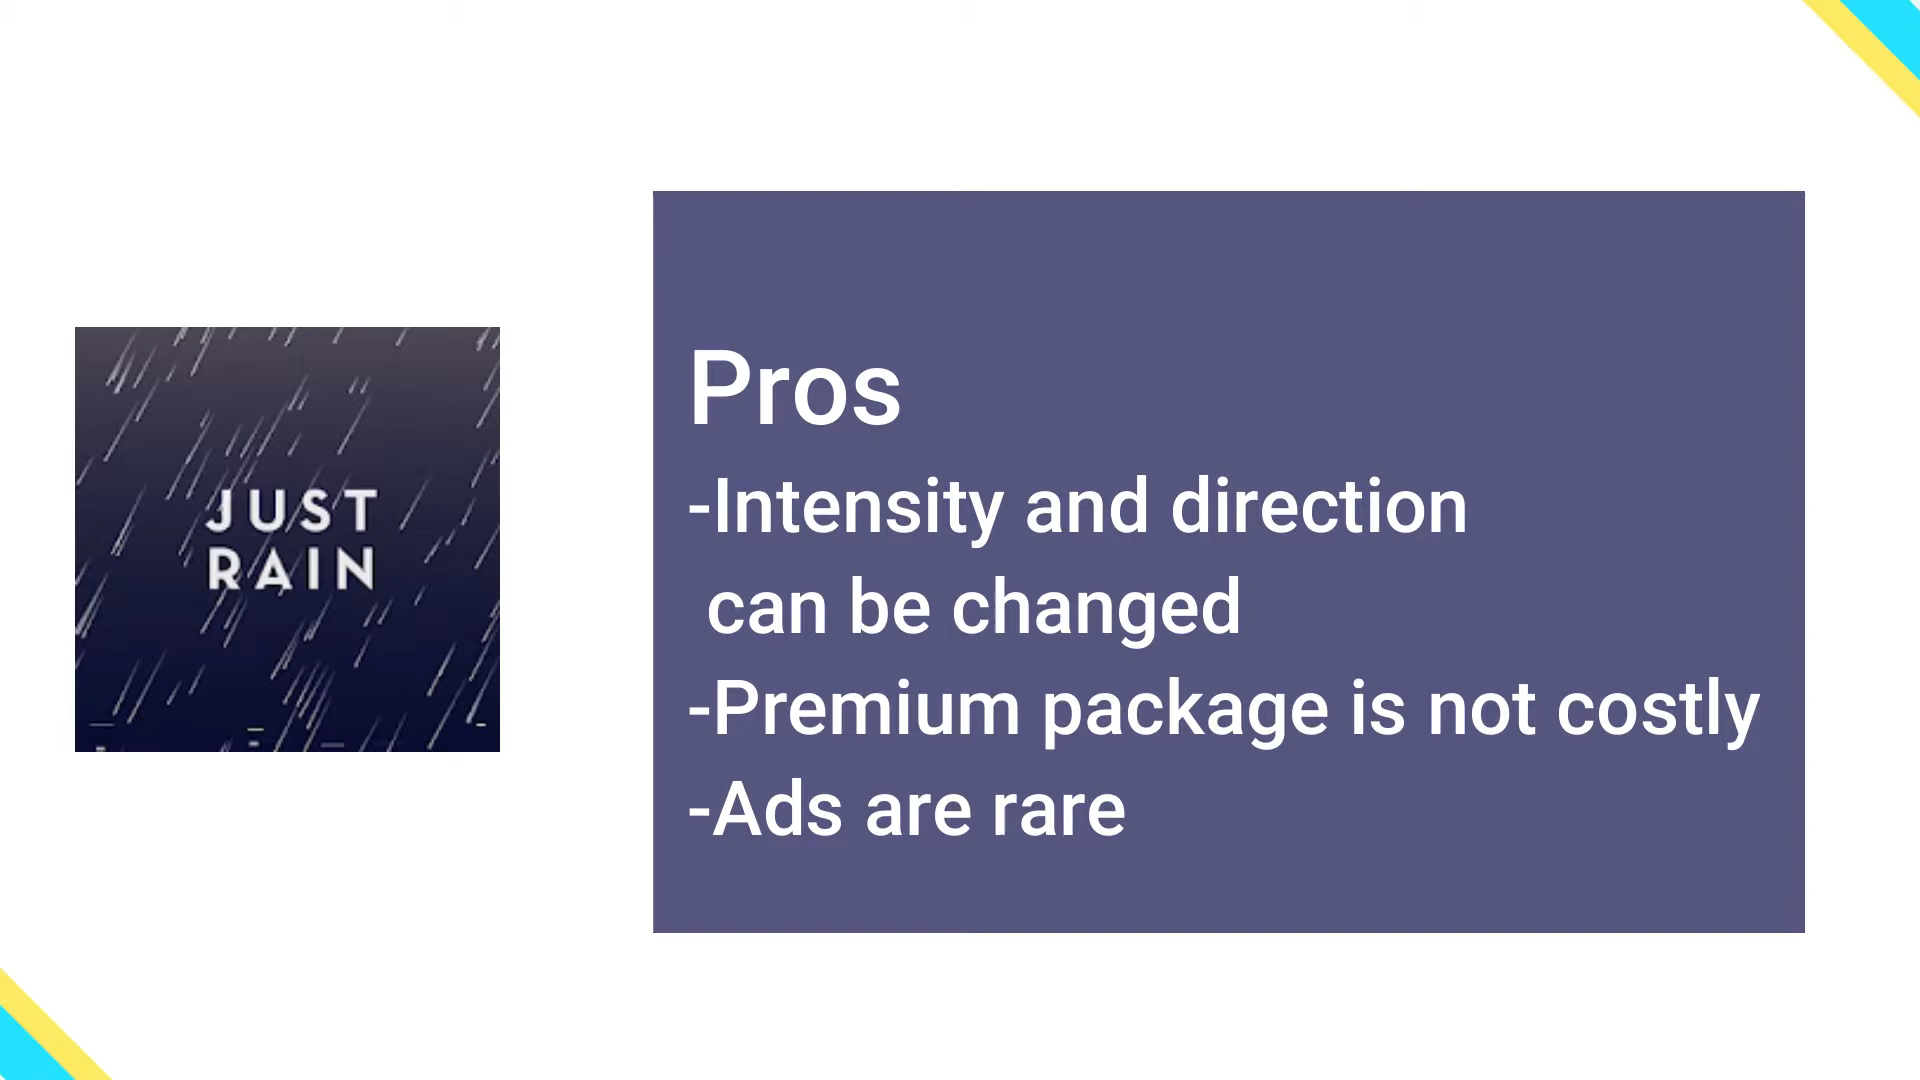 JUST
RAIN
Pros
-Intensity and direction
can be changed
-Premium package is not costly
-Ads are rare